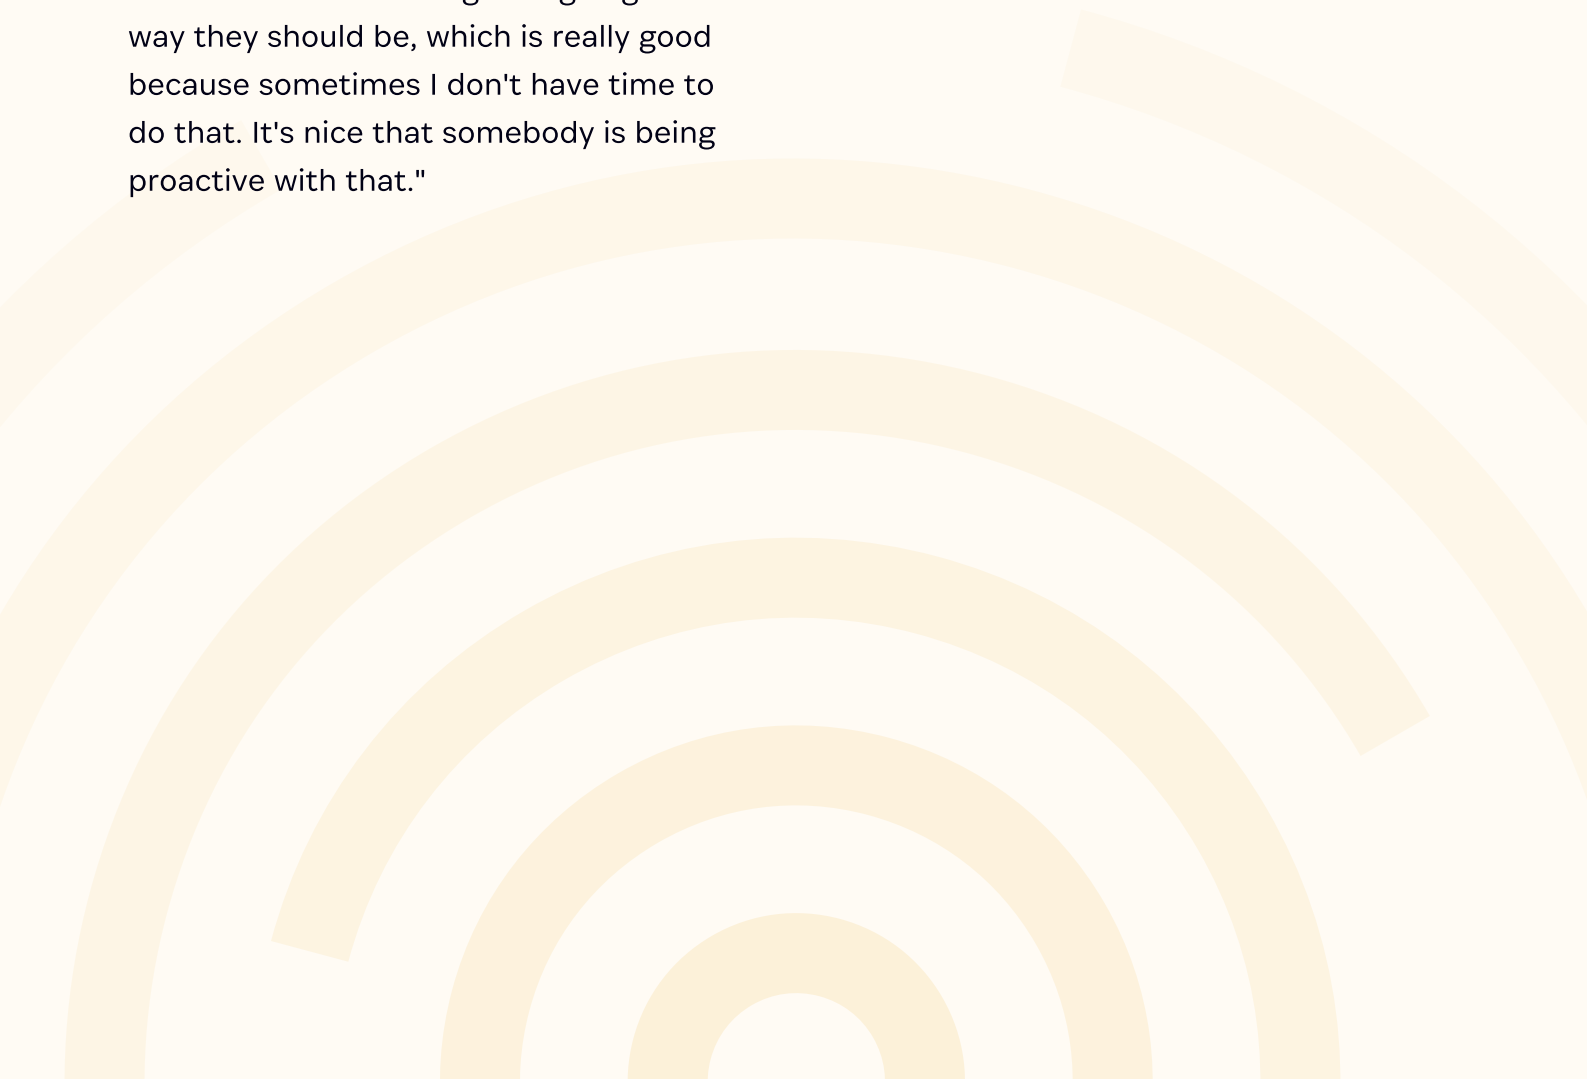 way they should be, which is really good
because sometimes I don't have time to
do that. It's nice that somebody is being
proactive with that."